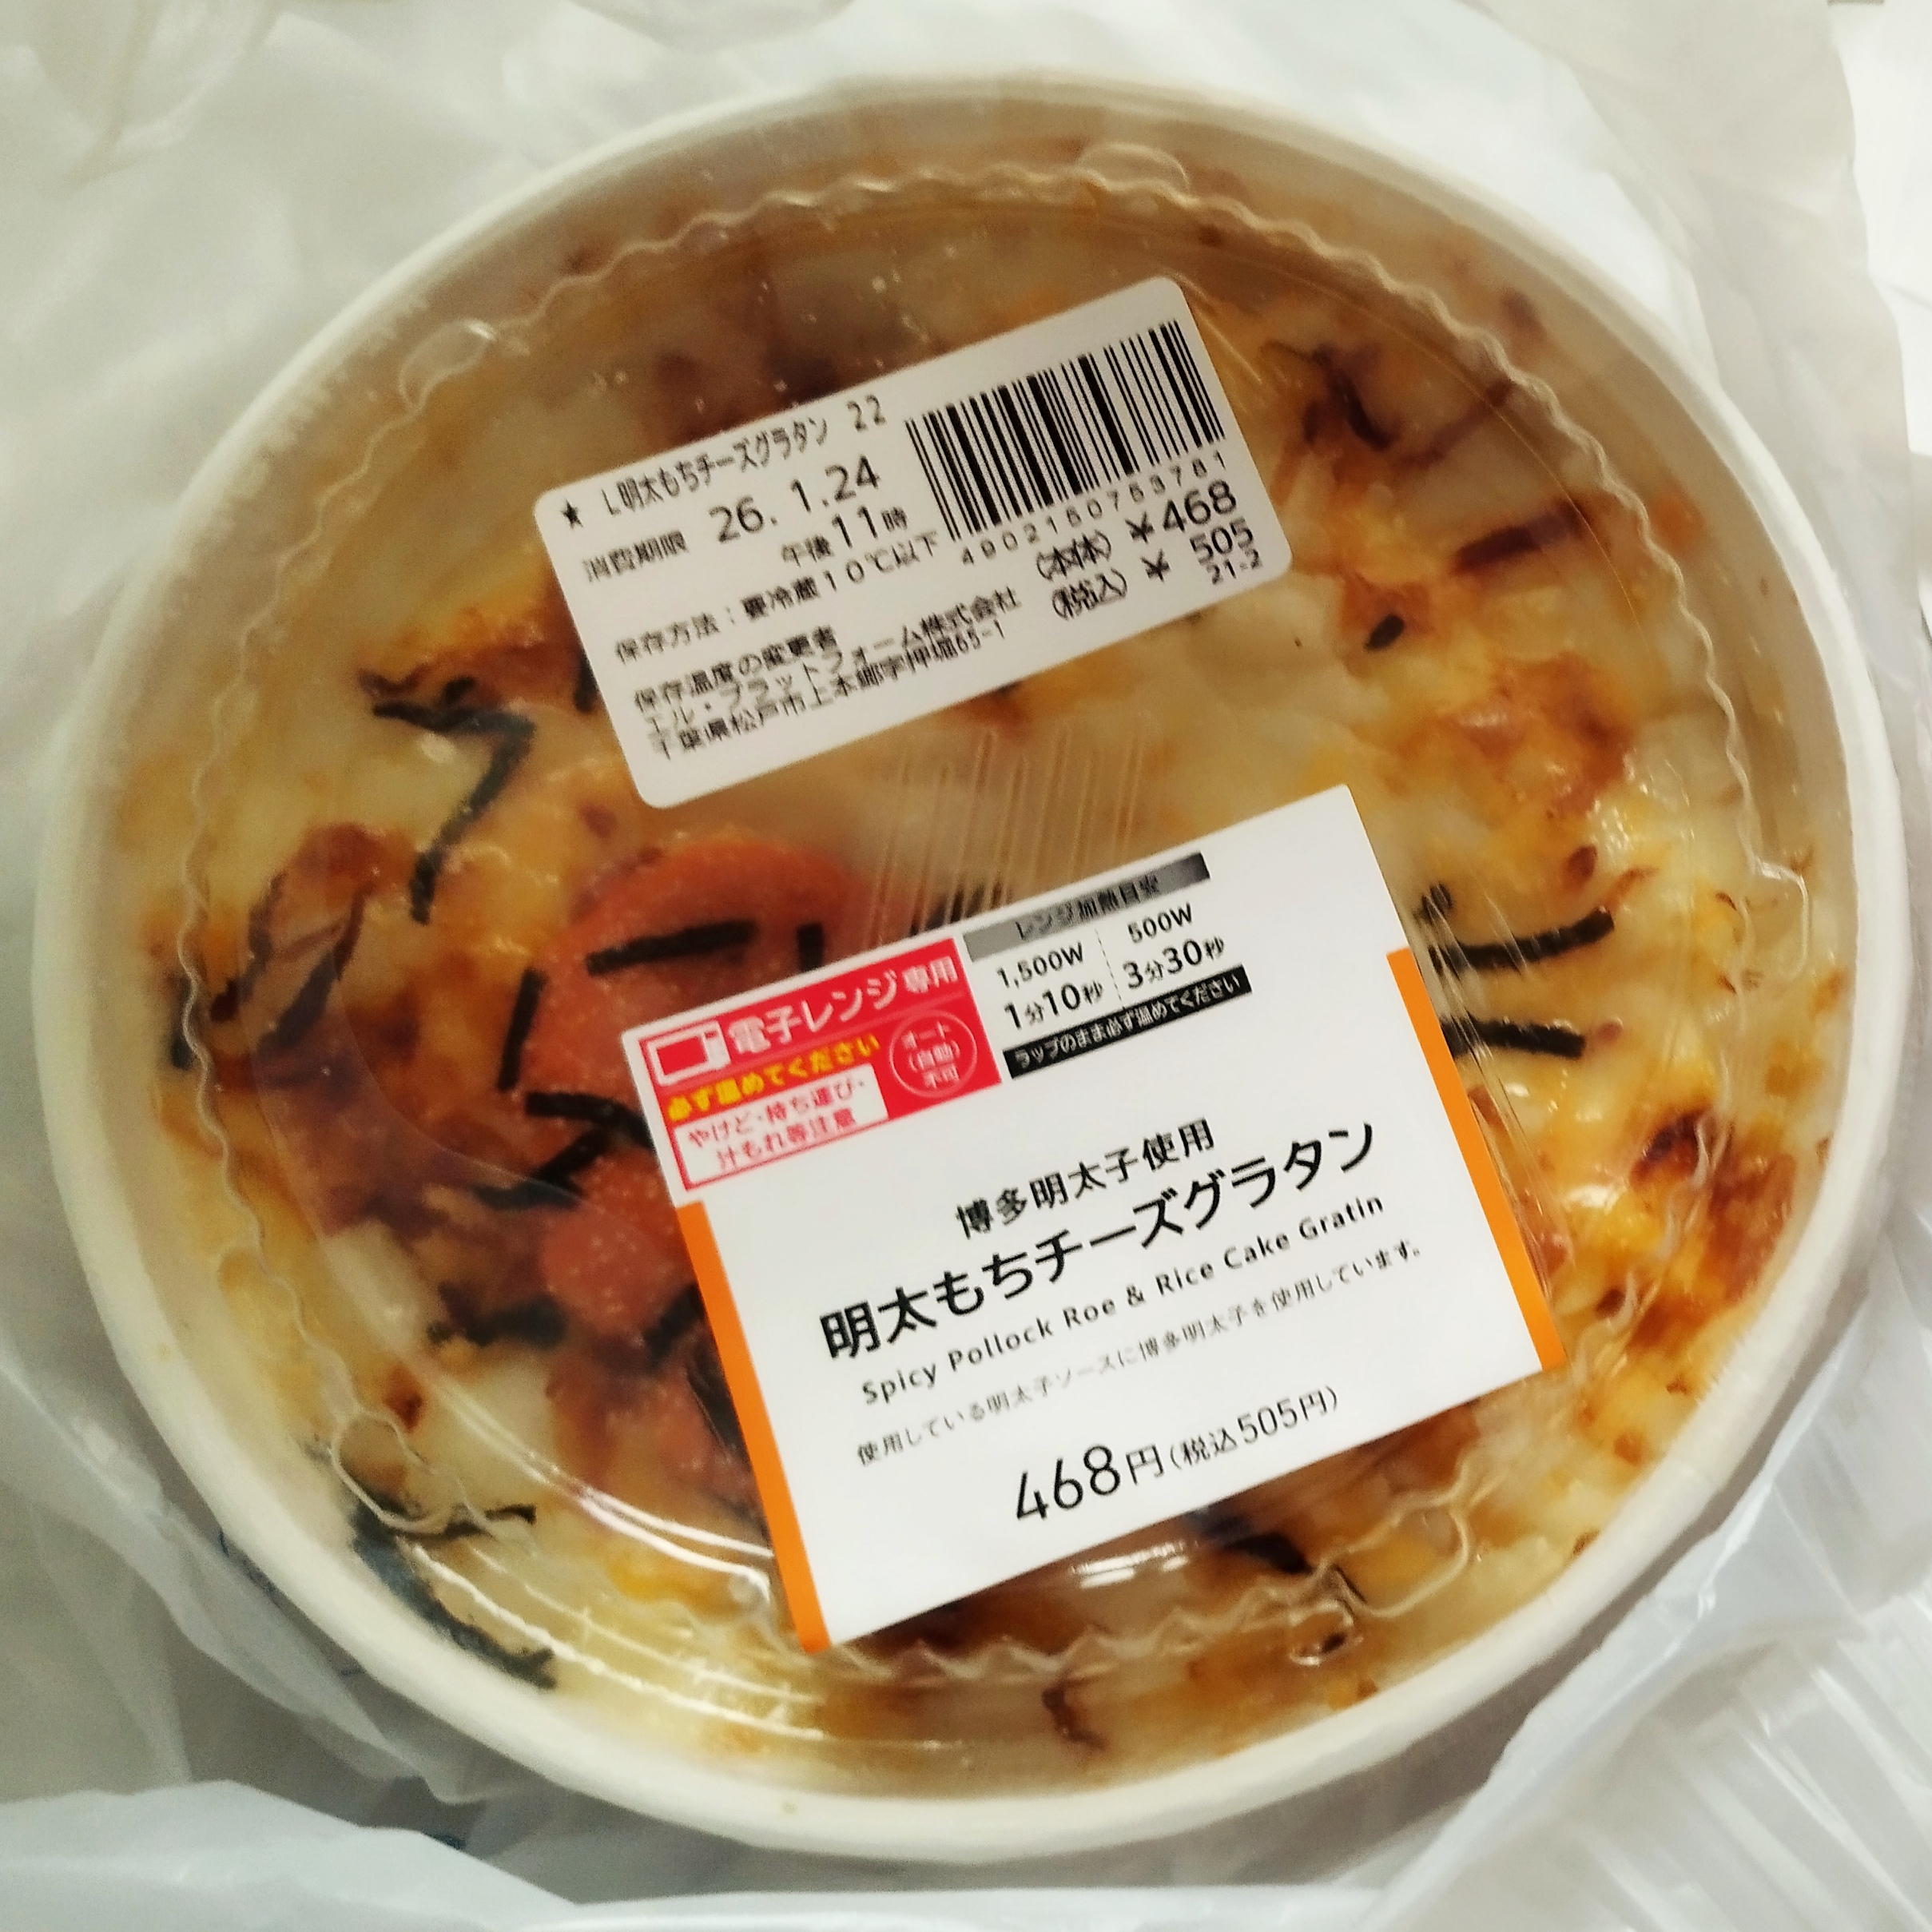 ★ L明太もちチーズグラタン 22
消費期限 26. 1.24
午後11時
保存方法：要冷蔵10℃以下
4902150763781
(本体) ¥468
(税込) ¥ 505
21-2
保存温度の変更者
エル・プラットフォーム株式会社
千葉県松戸市上本郷字押堀65-1
電子レンジ専用
必ず温めてください
やけど・持ち運び・
汁もれ等注意
オート
(自動)
不可
レンジ加熱目安
1,500W 500W
1分10秒 3分30秒
ラップのまま必ず温めてください
博多明太子使用
明太もちチーズグラタン
Spicy Pollock Roe & Rice Cake Gratin
使用している明太子ソースに博多明太子を使用しています。
468円(税込505円)